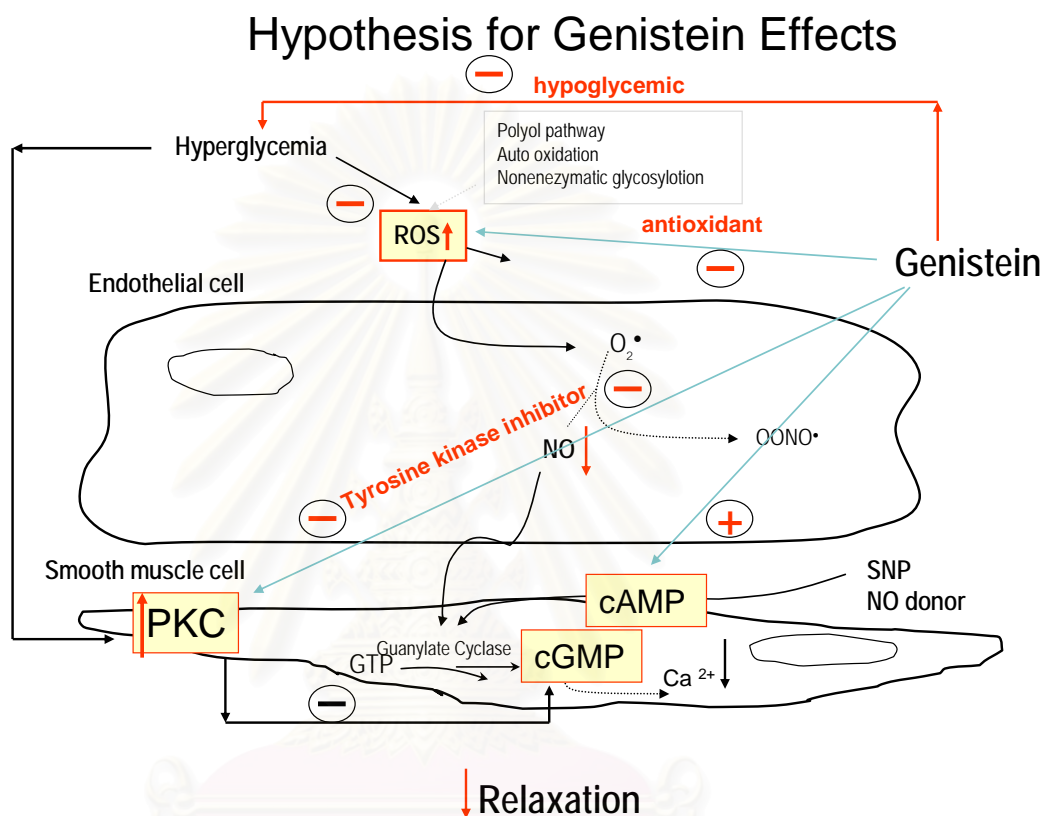 Hypothesis for Genistein Effects
hypoglycemic
Hyperglycemia
Polyol pathway
Auto oxidation
Nonenezymatic glycosylotion
ROS
antioxidant
Genistein
Endothelial cell
O2•
Tyrosine kinase inhibitor
NO
OONO•
Smooth muscle cell
SNP
NO donor
cAMP
PKC
Guanylate Cyclase
GTP
cGMP
Ca 2+
Relaxation